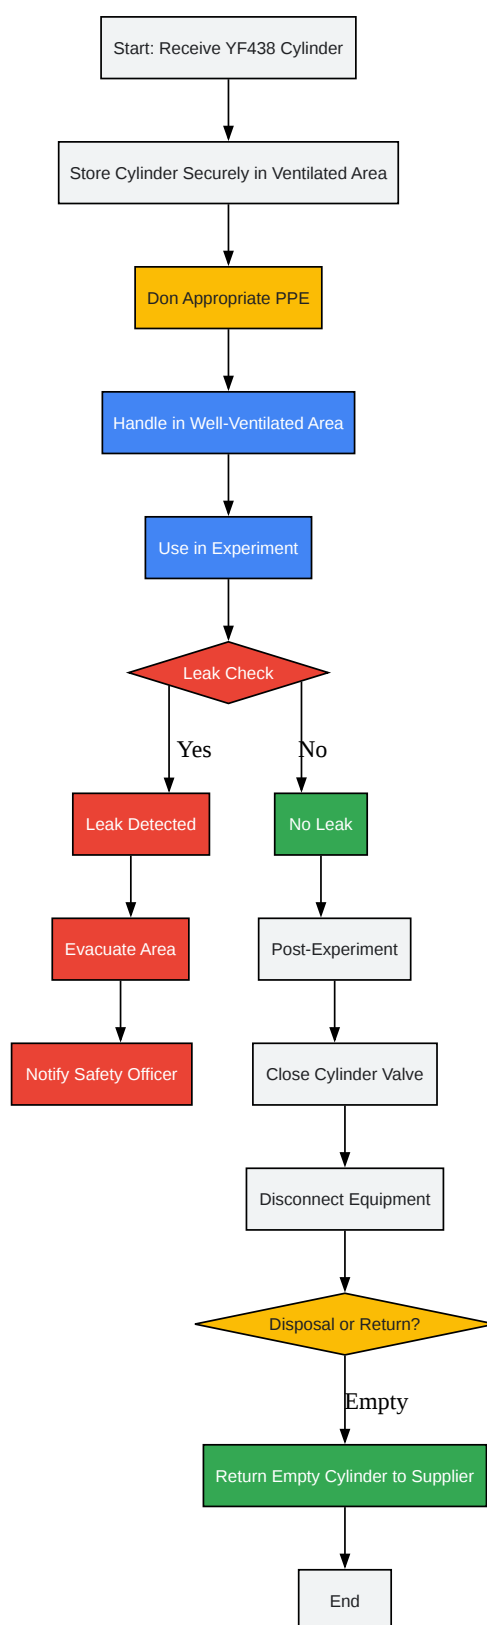 Start: Receive YF438 Cylinder
Store Cylinder Securely in Ventilated Area
Don Appropriate PPE
Handle in Well-Ventilated Area
Use in Experiment
Leak Check
Yes
No
Leak Detected
No Leak
Evacuate Area
Post-Experiment
Notify Safety Officer
Close Cylinder Valve
Disconnect Equipment
Disposal or Return?
Empty
Return Empty Cylinder to Supplier
End